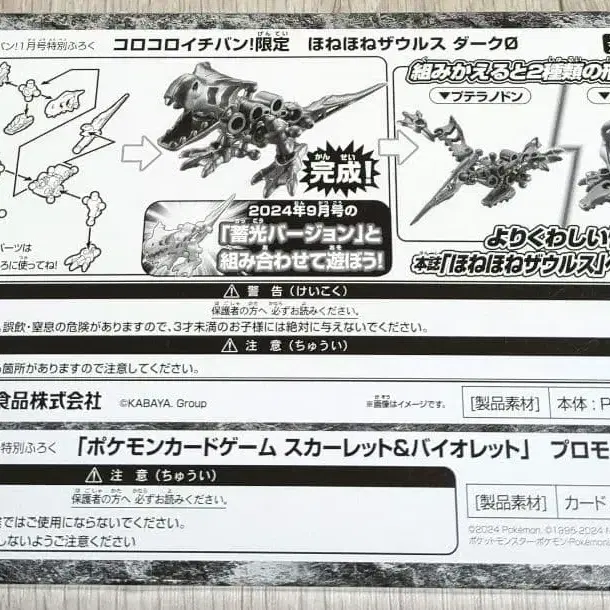 バン!1月号特別ふろく コロコロイチバン!限定 ほねほねザウルス ダーク0
組みかえると2種類の
▼プテラノドン
▼
完成!
かん せい
2024年9月号の
「蓄光バージョン」と
組み合わせて遊ぼう!
パーツは
ろに使ってね!
よりくわしい
本誌「ほねほねザウルス」
⚠ 警 告 (けいこく)
保護者の方へ 必ずお読みください。
誤飲・窒息の危険がありますので、3才未満のお子様には絶対に与えないでください。
⚠ 注 意 (ちゅうい)
箇所がありますので注意してください。
食品株式会社 ©KABAYA. Group ※画像はイメージです。 [製品素材] 本体:P
特別ふろく 「ポケモンカードゲーム スカーレット&バイオレット」 プロモ
⚠ 注 意 (ちゅうい)
保護者の方へ 必ずお読みください。
ではご使用にならないでください。
しないようご注意ください
[製品素材] カード
©2024 Pokémon. ©1995-2024
ポケットモンスター・ポケモン・Pokémon